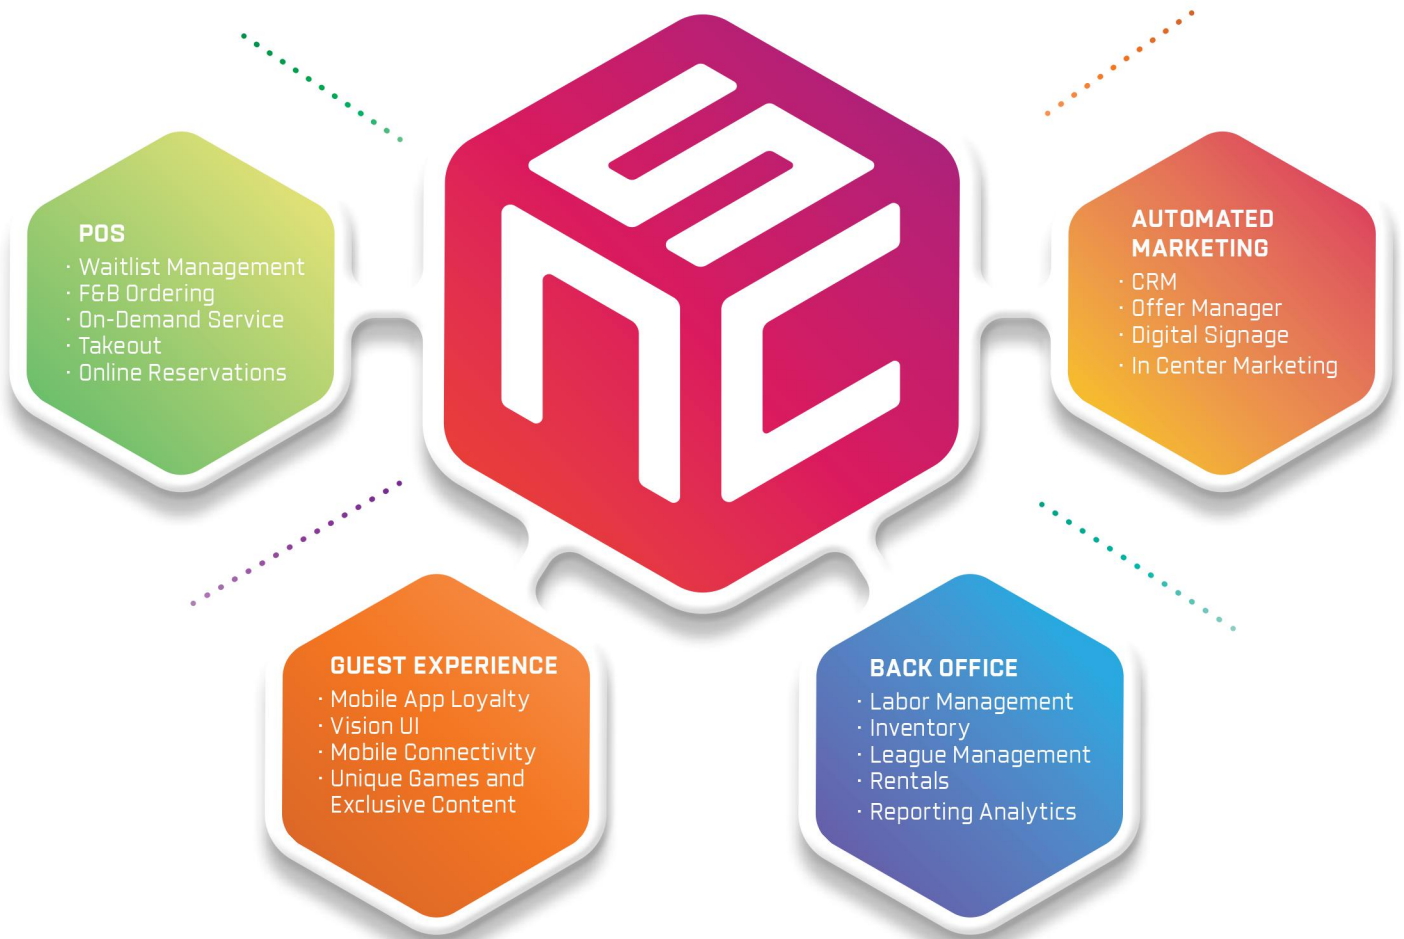 POS
· Waitlist Management
· F&B Ordering
· On-Demand Service
· Takeout
· Online Reservations
AUTOMATED
MARKETING
· CRM
· Offer Manager
· Digital Signage
· In Center Marketing
GUEST EXPERIENCE
· Mobile App Loyalty
· Vision UI
· Mobile Connectivity
· Unique Games and
Exclusive Content
BACK OFFICE
· Labor Management
· Inventory
· League Management
· Rentals
· Reporting Analytics